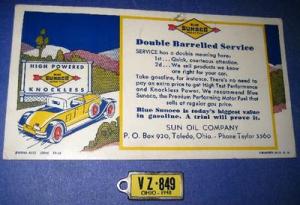 BLUE
SUNOCO
Double Barrelled Service
SERVICE has a double meaning here:
1st—Quick, courteous attention.
2d—We sell products we know
are right for your car.
Take gasoline, for instance. There's no need to
pay an extra price to get High Test Performance
and Knockless Power. We recommend Blue
Sunoco, the Premium Performing Motor Fuel that
sells at regular gas price.
Blue Sunoco is today's bigger value
in gasoline. A trial will prove it.
SUN OIL COMPANY
P. O. Box 920, Toledo, Ohio. - Phone Taylor 5560
HIGH POWERED
SUNOCO
KNOCKLESS
VZ-849
OHIO-1948